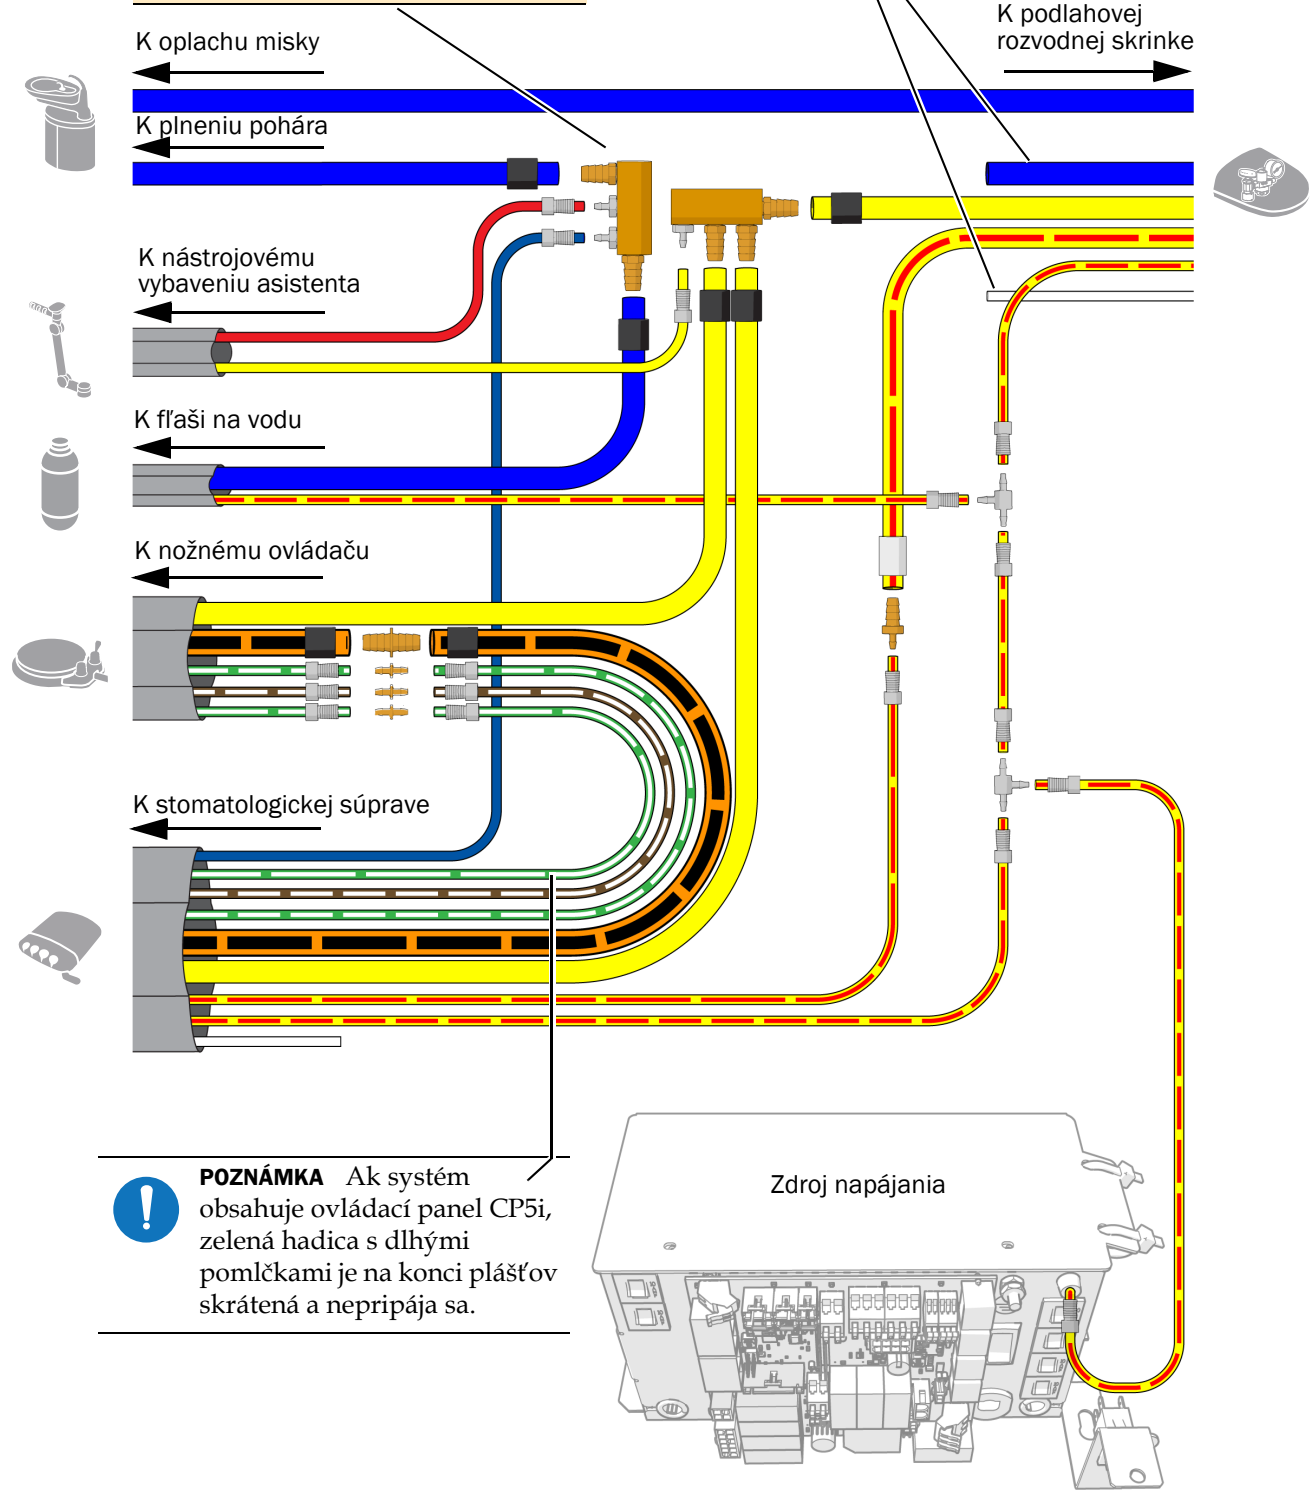 K oplachu misky
K podlahovej
rozvodnej skrinke
K plneniu pohára
K nástrojovému
vybaveniu asistenta
K fľaši na vodu
K nožnému ovládaču
K stomatologickej súprave
POZNÁMKA Ak systém
obsahuje ovládací panel CP5i,
zelená hadica s dlhými
pomlčkami je na konci plášťov
skrátená a nepripája sa.
Zdroj napájania